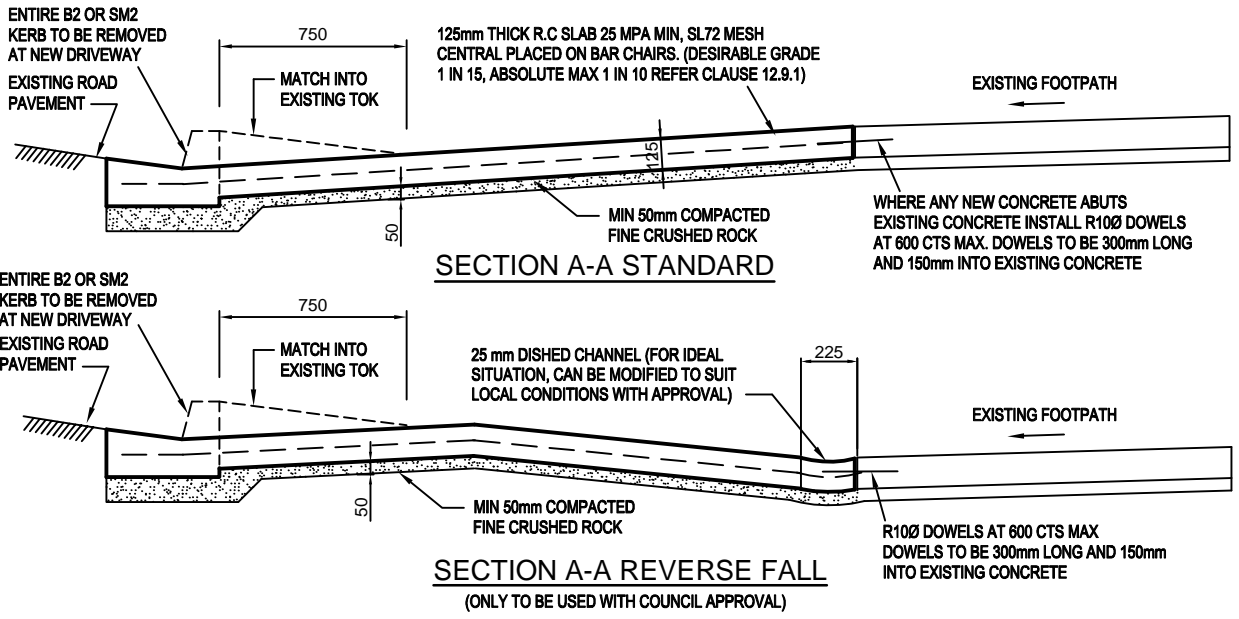 ENTIRE B2 OR SM2
KERB TO BE REMOVED
AT NEW DRIVEWAY
EXISTING ROAD
PAVEMENT
750
MATCH INTO
EXISTING TOK
125mm THICK R.C SLAB 25 MPA MIN, SL72 MESH
CENTRAL PLACED ON BAR CHAIRS. (DESIRABLE GRADE
1 IN 15, ABSOLUTE MAX 1 IN 10 REFER CLAUSE 12.9.1)
EXISTING FOOTPATH
125
50
MIN 50mm COMPACTED
FINE CRUSHED ROCK
WHERE ANY NEW CONCRETE ABUTS
EXISTING CONCRETE INSTALL R10Ø DOWELS
AT 600 CTS MAX. DOWELS TO BE 300mm LONG
AND 150mm INTO EXISTING CONCRETE
SECTION A-A STANDARD
ENTIRE B2 OR SM2
KERB TO BE REMOVED
AT NEW DRIVEWAY
EXISTING ROAD
PAVEMENT
750
MATCH INTO
EXISTING TOK
25 mm DISHED CHANNEL (FOR IDEAL
SITUATION, CAN BE MODIFIED TO SUIT
LOCAL CONDITIONS WITH APPROVAL)
225
EXISTING FOOTPATH
50
MIN 50mm COMPACTED
FINE CRUSHED ROCK
R10Ø DOWELS AT 600 CTS MAX
DOWELS TO BE 300mm LONG AND 150mm
INTO EXISTING CONCRETE
SECTION A-A REVERSE FALL
(ONLY TO BE USED WITH COUNCIL APPROVAL)